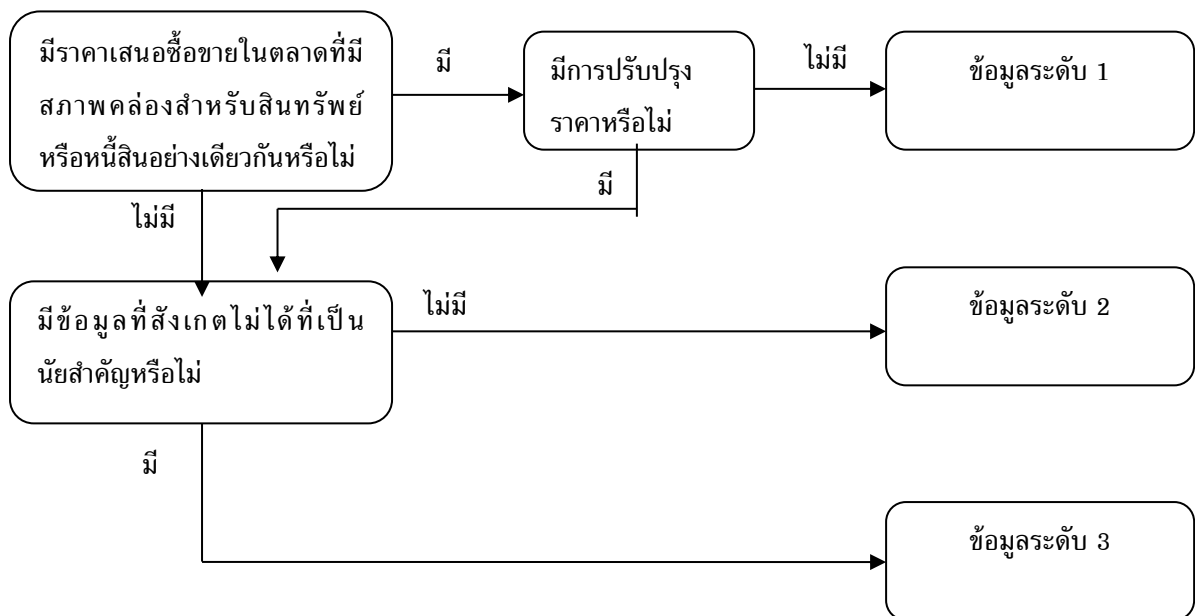 มีราคาเสนอซื้อขายในตลาดที่มี
สภาพคล่องสำหรับสินทรัพย์
หรือหนี้สินอย่างเดียวกันหรือไม่
มี
มีการปรับปรุง
ราคาหรือไม่
ไม่มี
ข้อมูลระดับ 1
มี
ไม่มี
มีข้อมูลที่สังเกตไม่ได้ที่เป็น
นัยสำคัญหรือไม่
ไม่มี
ข้อมูลระดับ 2
มี
ข้อมูลระดับ 3